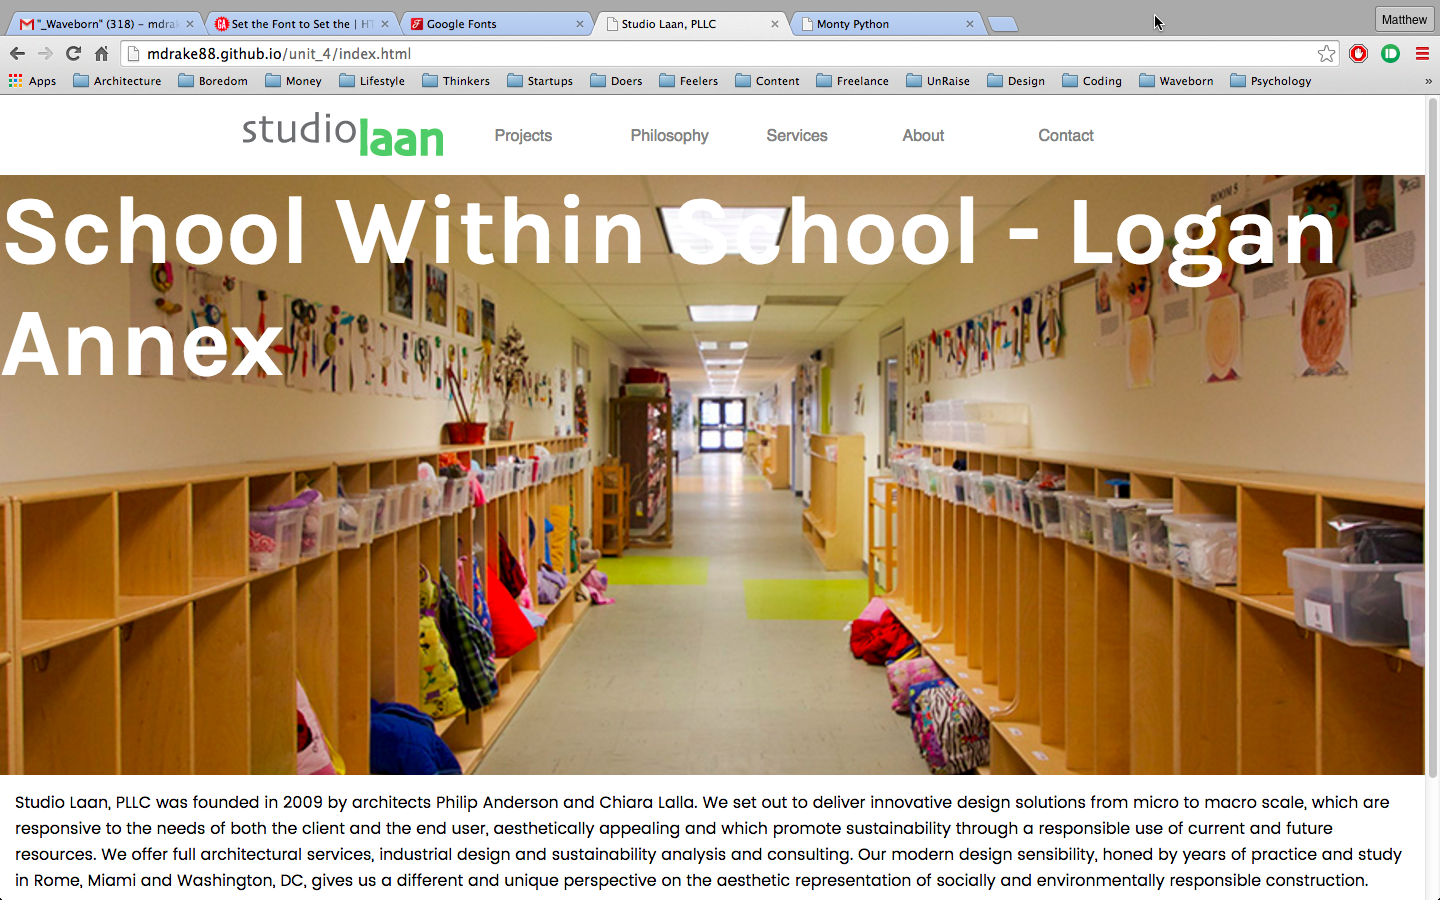 "_Waveborn" (318) – mdrak
Set the Font to Set the | HT
Google Fonts
Studio Laan, PLLC
Monty Python
Matthew
mdrake88.github.io/unit_4/index.html
Apps
Architecture
Boredom
Money
Lifestyle
Thinkers
Startups
Doers
Feelers
Content
Freelance
UnRaise
Design
Coding
Waveborn
Psychology
»
studiolaan
Projects
Philosophy
Services
About
Contact
ROOM 5
School Within School - Logan
Annex
Studio Laan, PLLC was founded in 2009 by architects Philip Anderson and Chiara Lalla. We set out to deliver innovative design solutions from micro to macro scale, which are
responsive to the needs of both the client and the end user, aesthetically appealing and which promote sustainability through a responsible use of current and future
resources. We offer full architectural services, industrial design and sustainability analysis and consulting. Our modern design sensibility, honed by years of practice and study
in Rome, Miami and Washington, DC, gives us a different and unique perspective on the aesthetic representation of socially and environmentally responsible construction.